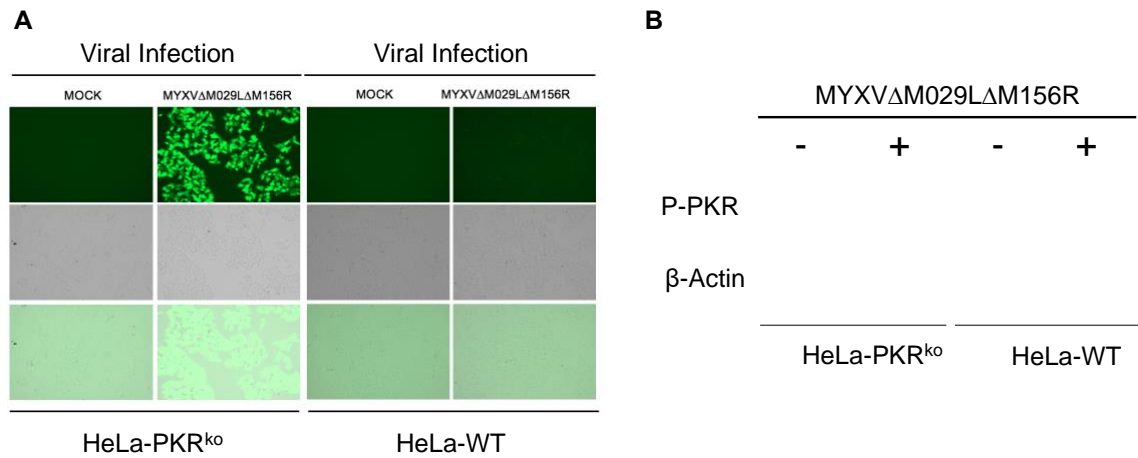 A
Viral Infection Viral Infection
MOCK MYXVΔM029LΔM156R MOCK MYXVΔM029LΔM156R
HeLa-PKRko HeLa-WT
B
MYXVΔM029LΔM156R
- + - +
P-PKR
β-Actin
HeLa-PKRko HeLa-WT